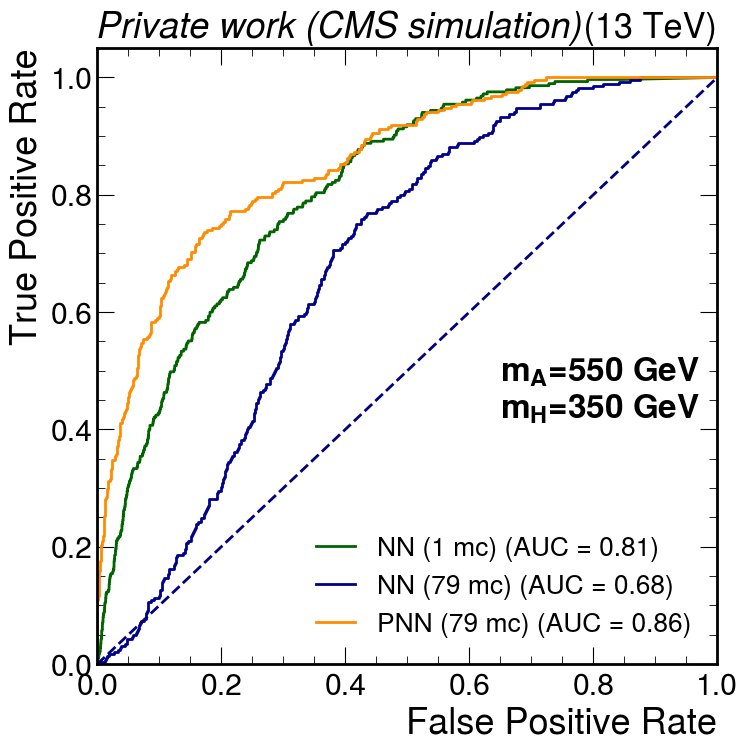 Private work (CMS simulation)(13 TeV)
True Positive Rate
1.0
0.8
0.6
0.4
0.2
0.0
m_A=550 GeV
m_H=350 GeV
NN (1 mc) (AUC = 0.81)
NN (79 mc) (AUC = 0.68)
PNN (79 mc) (AUC = 0.86)
0.0 0.2 0.4 0.6 0.8 1.0
False Positive Rate